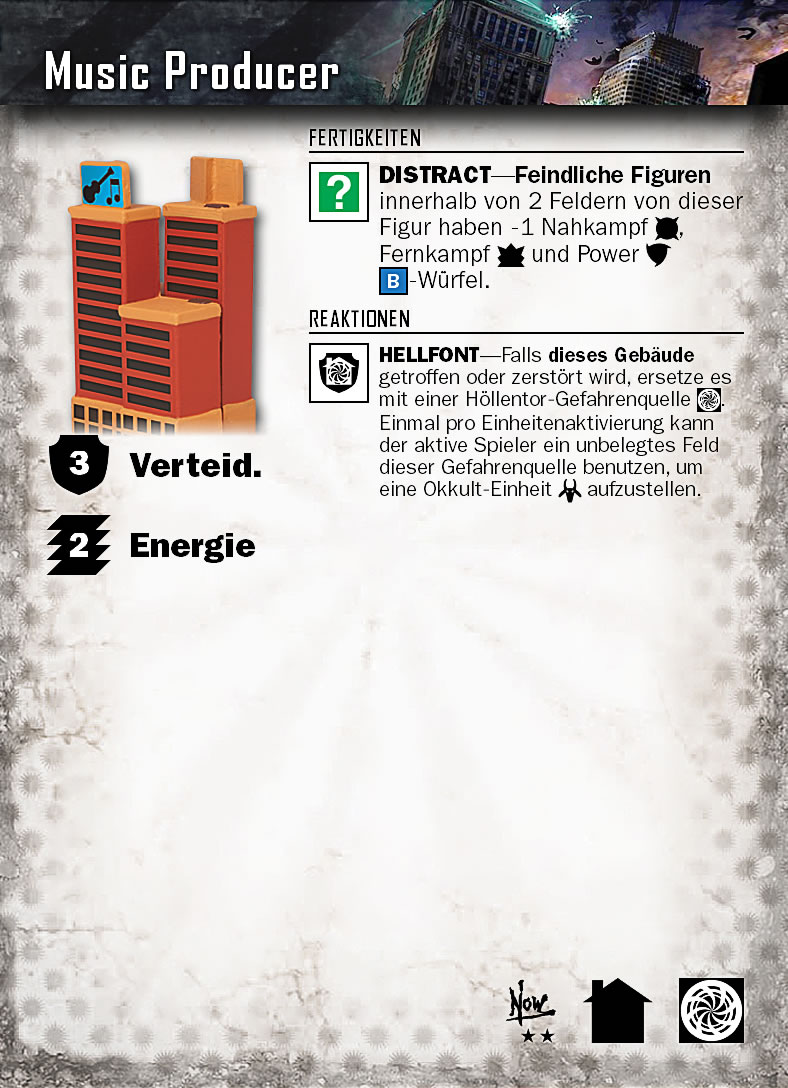 Music Producer
FERTIGKEITEN
?
DISTRACT—Feindliche Figuren
innerhalb von 2 Feldern von dieser
Figur haben -1 Nahkampf ,
Fernkampf und Power
B-Würfel.
REAKTIONEN
HELLFONT—Falls dieses Gebäude
getroffen oder zerstört wird, ersetze es
mit einer Höllentor-Gefahrenquelle .
Einmal pro Einheitenaktivierung kann
der aktive Spieler ein unbelegtes Feld
dieser Gefahrenquelle benutzen, um
eine Okkult-Einheit aufzustellen.
3 Verteid.
2 Energie
Now